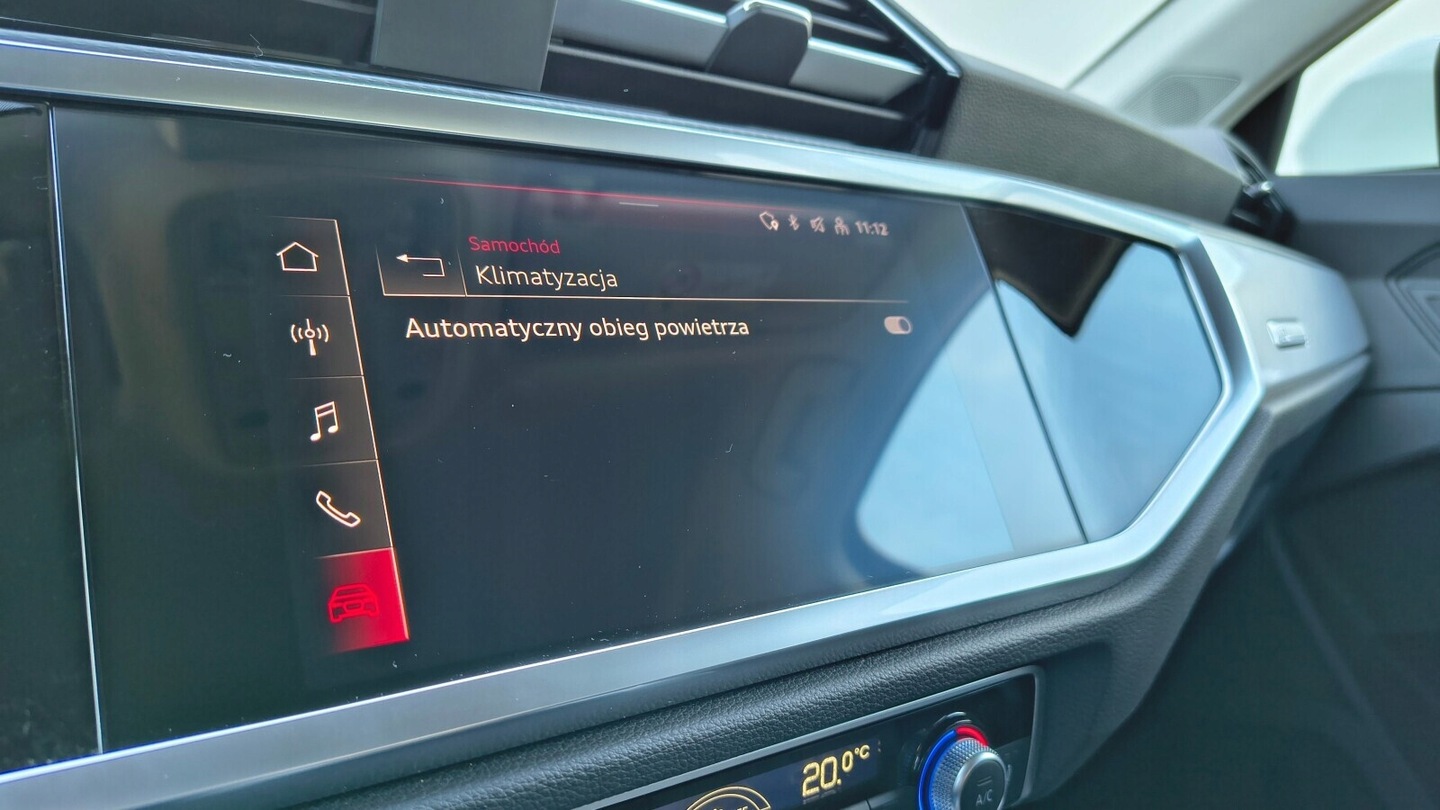 11:12
Samochód
Klimatyzacja
Automatyczny obieg powietrza
20.0°C
A/C